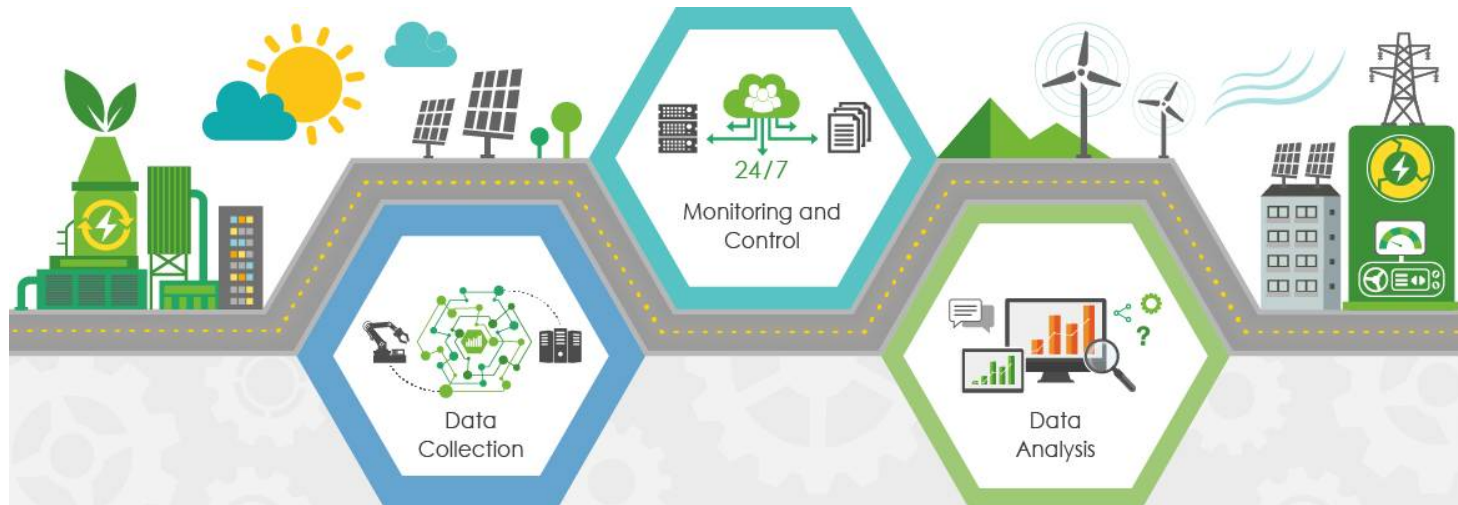 24/7
Monitoring and
Control
Data
Collection
?
Data
Analysis